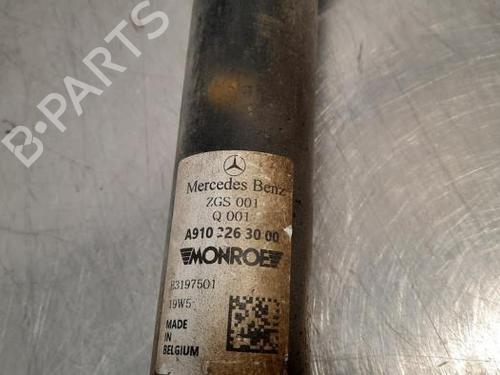 B-PARTS
Mercedes Benz
ZGS 001
Q 001
A910 326 30 00
MONROE
83197501
19W5
MADE
IN
BELGIUM